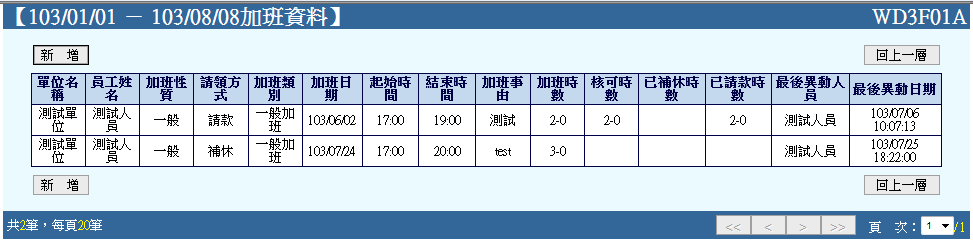 【103/01/01 － 103/08/08加班資料】 WD3F01A
新 增 回上一層
單位名稱 員工姓名 加班性質 請領方式 加班類別 加班日期 起始時間 結束時間 加班事由 加班時數 核可時數 已補休時數 已請款時數 最後異動人員 最後異動日期
測試單位 測試人員 一般 請款 一般加班 103/06/02 17:00 19:00 測試 2-0 2-0 2-0 測試人員 103/07/06 10:07:13
測試單位 測試人員 一般 補休 一般加班 103/07/24 17:00 20:00 test 3-0 測試人員 103/07/25 18:22:00
新 增 回上一層
共2筆，每頁20筆 << < > >> 頁 次：1 /1